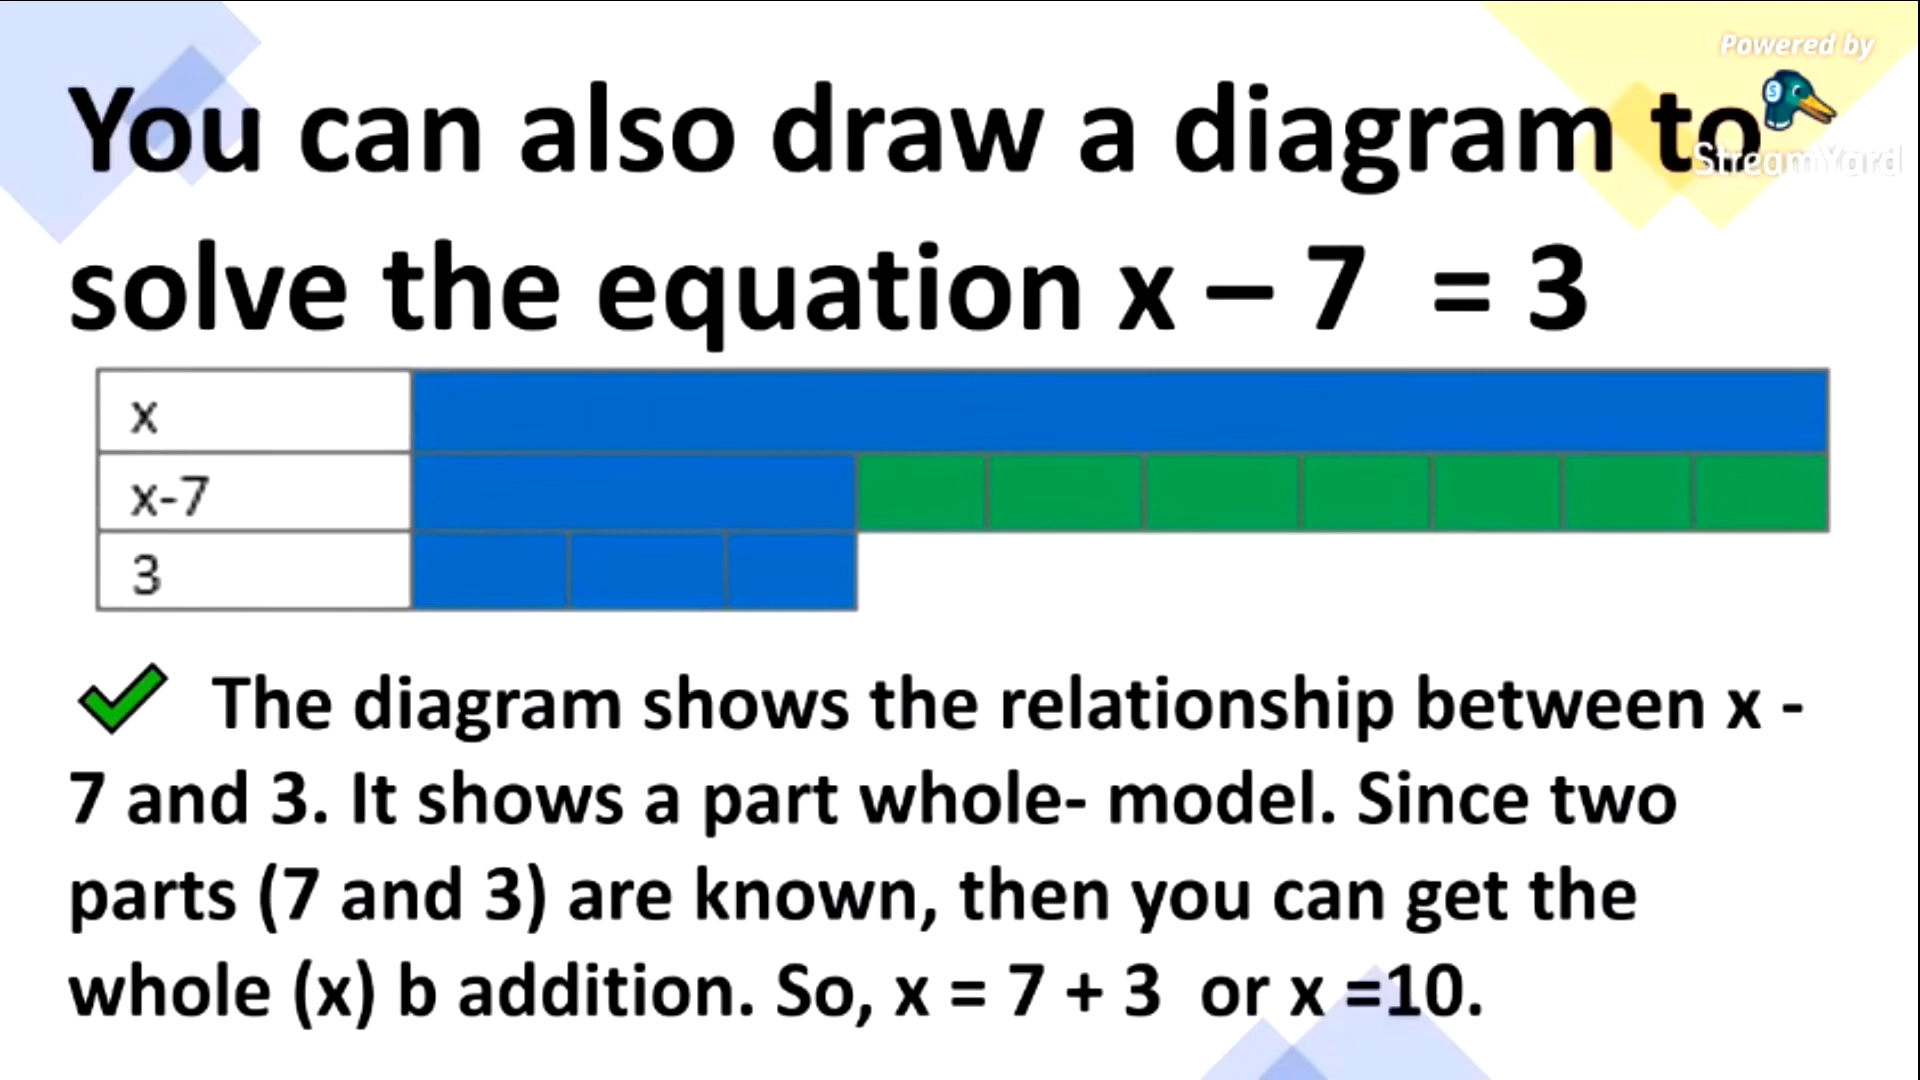 Powered by
You can also draw a diagram to
StreamYard
solve the equation x – 7 = 3
x
x-7
3
The diagram shows the relationship between x -
7 and 3. It shows a part whole- model. Since two
parts (7 and 3) are known, then you can get the
whole (x) b addition. So, x = 7 + 3 or x =10.